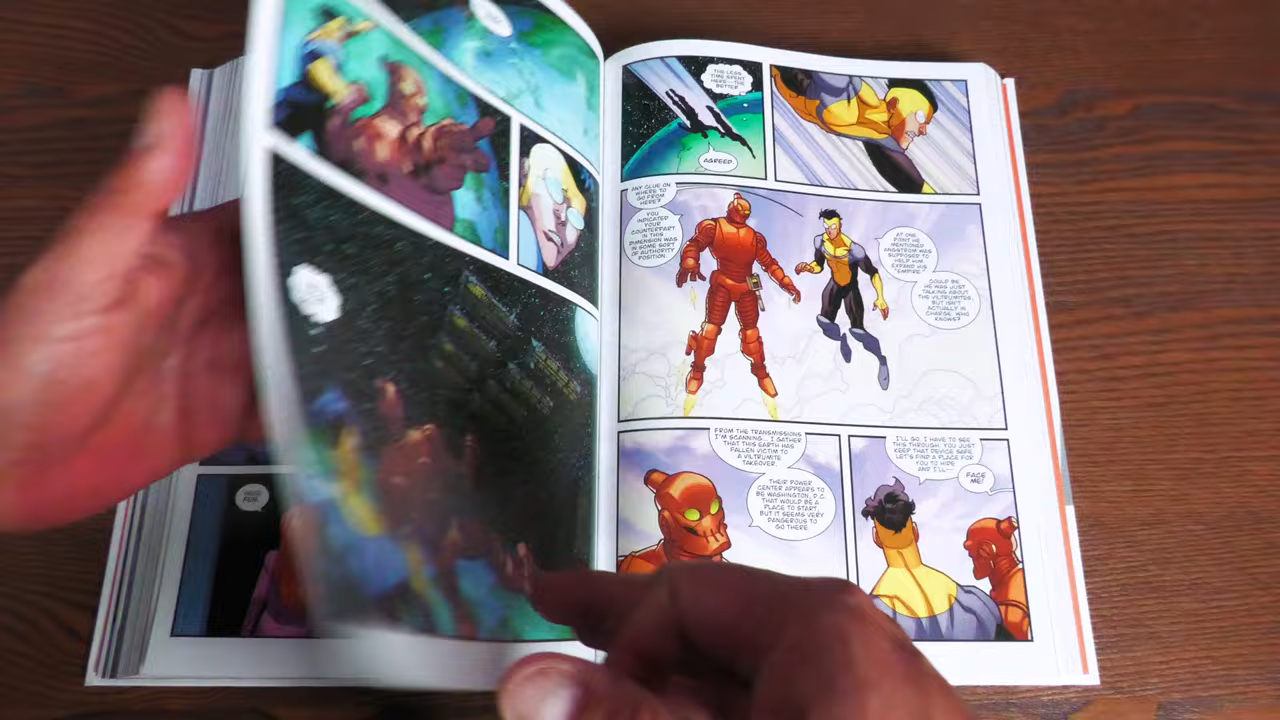 THE LESS
TIME SPENT
HERE--THE
BETTER.
AGREED.
ANY CLUE ON
WHERE TO
GO FROM
HERE?
YOU
INDICATED
YOUR
COUNTERPART
IN THIS
DIMENSION WAS
IN SOME SORT
OF AUTHORITY
POSITION.
AT ONE
POINT HE
MENTIONED
ANGSTROM WAS
SUPPOSED TO
HELP HIM
EXPAND HIS
"EMPIRE."
COULD BE
HE WAS JUST
TALKING ABOUT
THE VILTRUMITES,
BUT ISN'T
ACTUALLY IN
CHARGE. WHO
KNOWS?
FROM THE TRANSMISSIONS
I'M SCANNING... I GATHER
THAT THIS EARTH HAS
FALLEN VICTIM TO
A VILTRUMITE
TAKEOVER.
THEIR POWER
CENTER APPEARS TO
BE WASHINGTON, D.C.
THAT WOULD BE A
PLACE TO START,
BUT IT SEEMS VERY
DANGEROUS TO
GO THERE
I'LL GO. I HAVE TO SEE
THIS THROUGH. YOU JUST
KEEP THAT DEVICE SAFE.
LET'S FIND A PLACE FOR
YOU TO HIDE
AND I'LL--
FACE
ME!